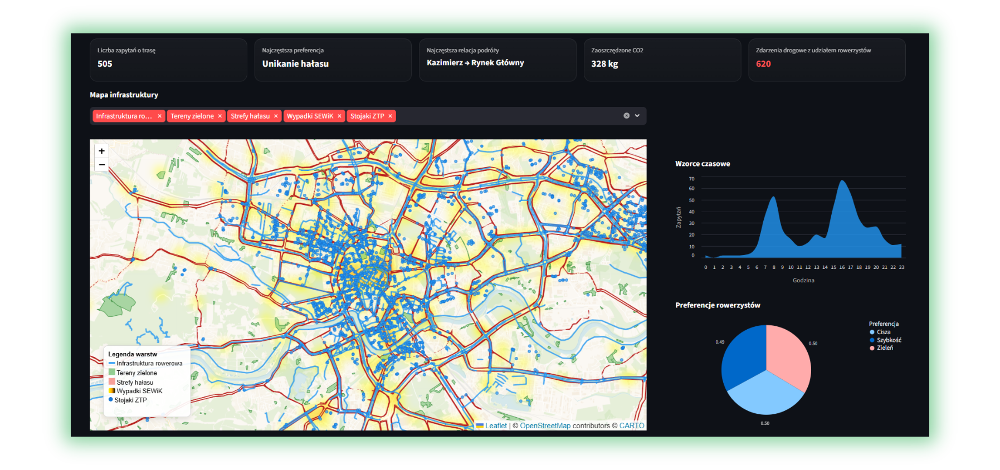 Liczba zapytań o trasę
505
Najczęstsza preferencja
Unikanie hałasu
Najczęstsza relacja podróży
Kazimierz → Rynek Główny
Zaoszczędzone CO2
328 kg
Zdarzenia drogowe z udziałem rowerzystów
620
Mapa infrastruktury
Infrastruktura ro... ×
Tereny zielone ×
Strefy hałasu ×
Wypadki SEWiK ×
Stojaki ZTP ×
+
−
Legenda warstw
Infrastruktura rowerowa
Tereny zielone
Strefy hałasu
Wypadki SEWiK
Stojaki ZTP
Leaflet | © OpenStreetMap contributors © CARTO
Wzorce czasowe
Zapytań
70
60
50
40
30
20
10
0
0 1 2 3 4 5 6 7 8 9 10 11 12 13 14 15 16 17 18 19 20 21 22 23
Godzina
Preferencje rowerzystów
0.49
0.50
0.50
Preferencja
Cisza
Szybkość
Zieleń